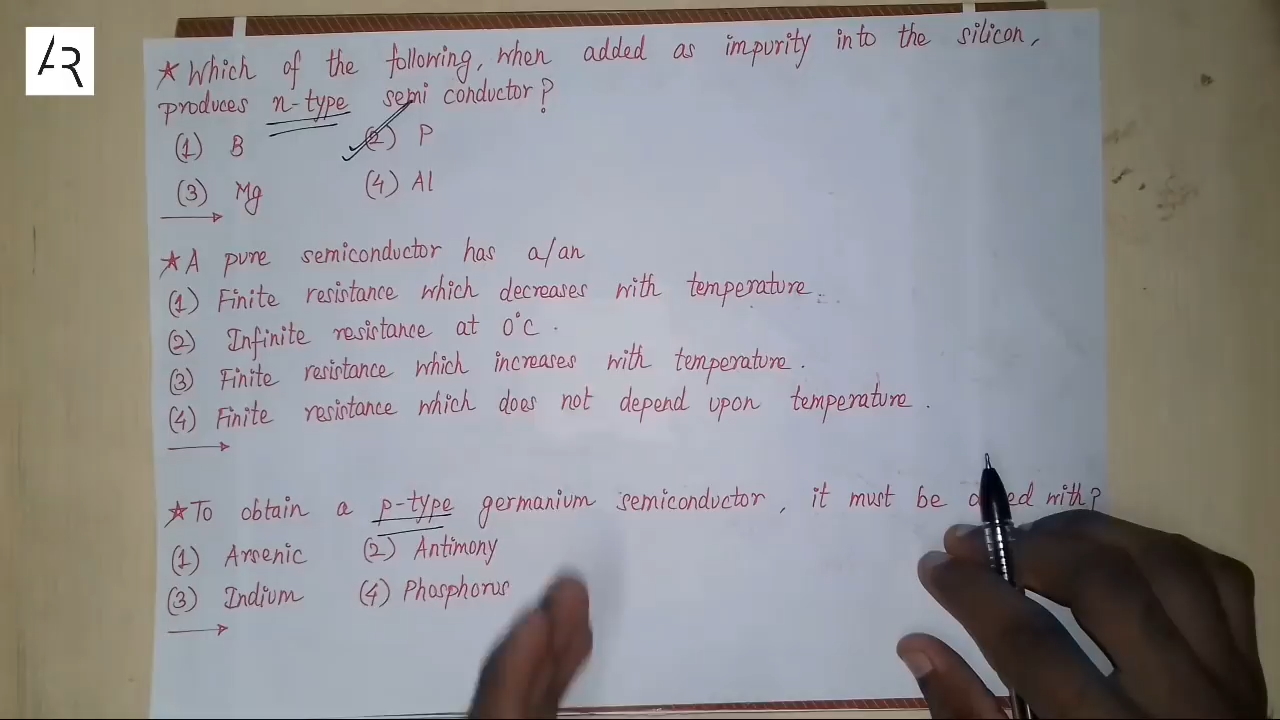 AR
★ Which of the following, when added as impurity into the silicon,
produces n-type semi conductor?
(1) B (2) P
(3) Mg (4) Al
★ A pure semiconductor has a/an
(1) Finite resistance which decreases with temperature.
(2) Infinite resistance at 0°C.
(3) Finite resistance which increases with temperature.
(4) Finite resistance which does not depend upon temperature.
★ To obtain a p-type germanium semiconductor, it must be with?
(1) Arsenic (2) Antimony
(3) Indium (4) Phosphorus